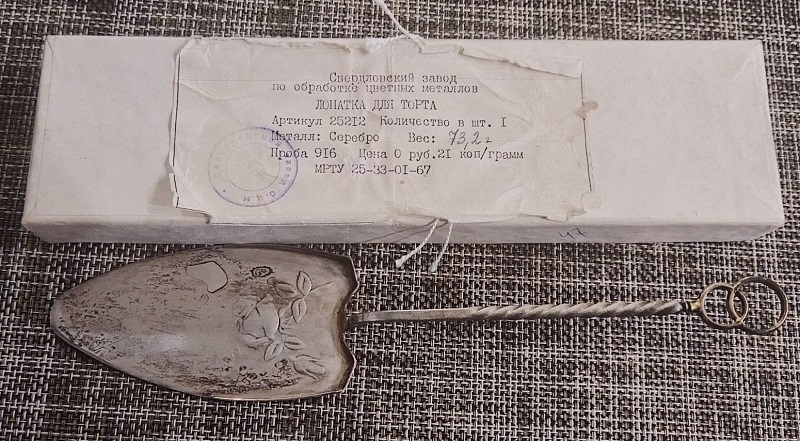 Свердловский завод
по обработке цветных металлов
ЛОПАТКА ДЛЯ ТОРТА
Артикул 25212 Количество в шт. I
Металл: Серебро Вес: 73,2 г
Проба 916 Цена 0 руб.21 коп/грамм
МРТУ 25-33-01-67